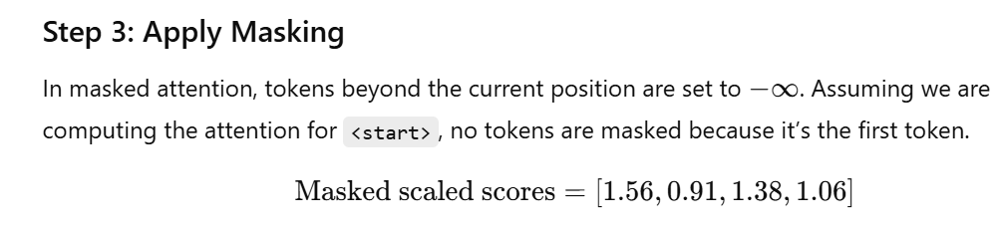 Step 3: Apply Masking
In masked attention, tokens beyond the current position are set to −∞. Assuming we are
computing the attention for <start>, no tokens are masked because it’s the first token.
Masked scaled scores = [1.56, 0.91, 1.38, 1.06]